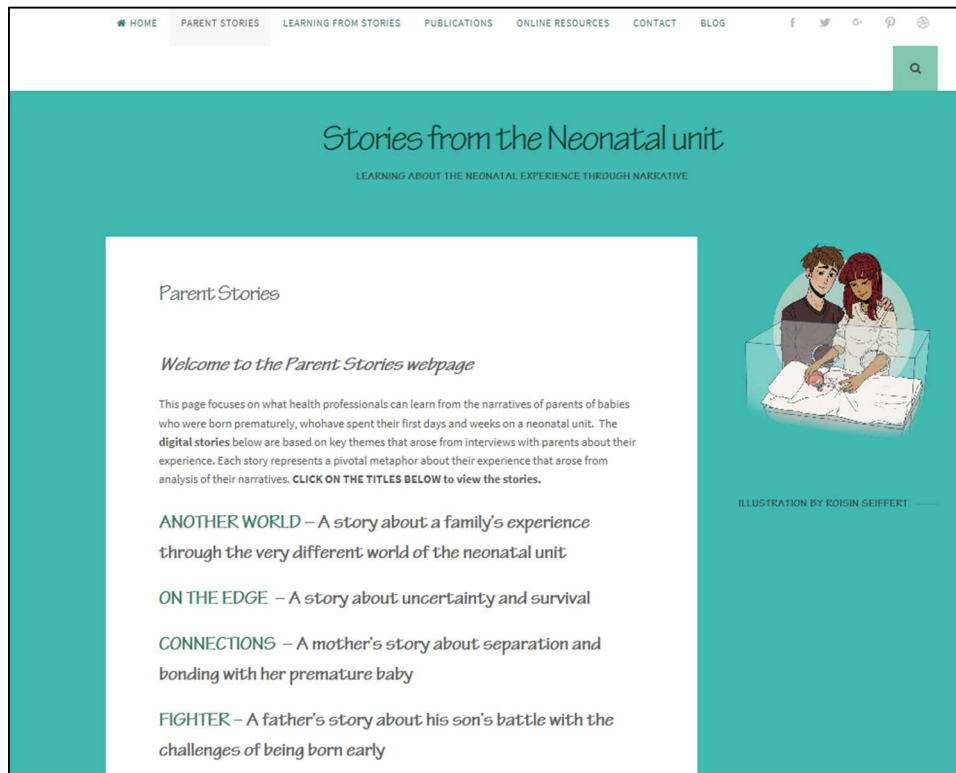 HOME PARENT STORIES LEARNING FROM STORIES PUBLICATIONS ONLINE RESOURCES CONTACT BLOG
Stories from the Neonatal unit
LEARNING ABOUT THE NEONATAL EXPERIENCE THROUGH NARRATIVE
Parent Stories
Welcome to the Parent Stories webpage
This page focuses on what health professionals can learn from the narratives of parents of babies
who were born prematurely, whohave spent their first days and weeks on a neonatal unit. The
digital stories below are based on key themes that arose from interviews with parents about their
experience. Each story represents a pivotal metaphor about their experience that arose from
analysis of their narratives. CLICK ON THE TITLES BELOW to view the stories.
ANOTHER WORLD – A story about a family's experience
through the very different world of the neonatal unit
ON THE EDGE – A story about uncertainty and survival
CONNECTIONS – A mother's story about separation and
bonding with her premature baby
FIGHTER – A father's story about his son's battle with the
challenges of being born early
ILLUSTRATION BY ROISIN SEIFFERT